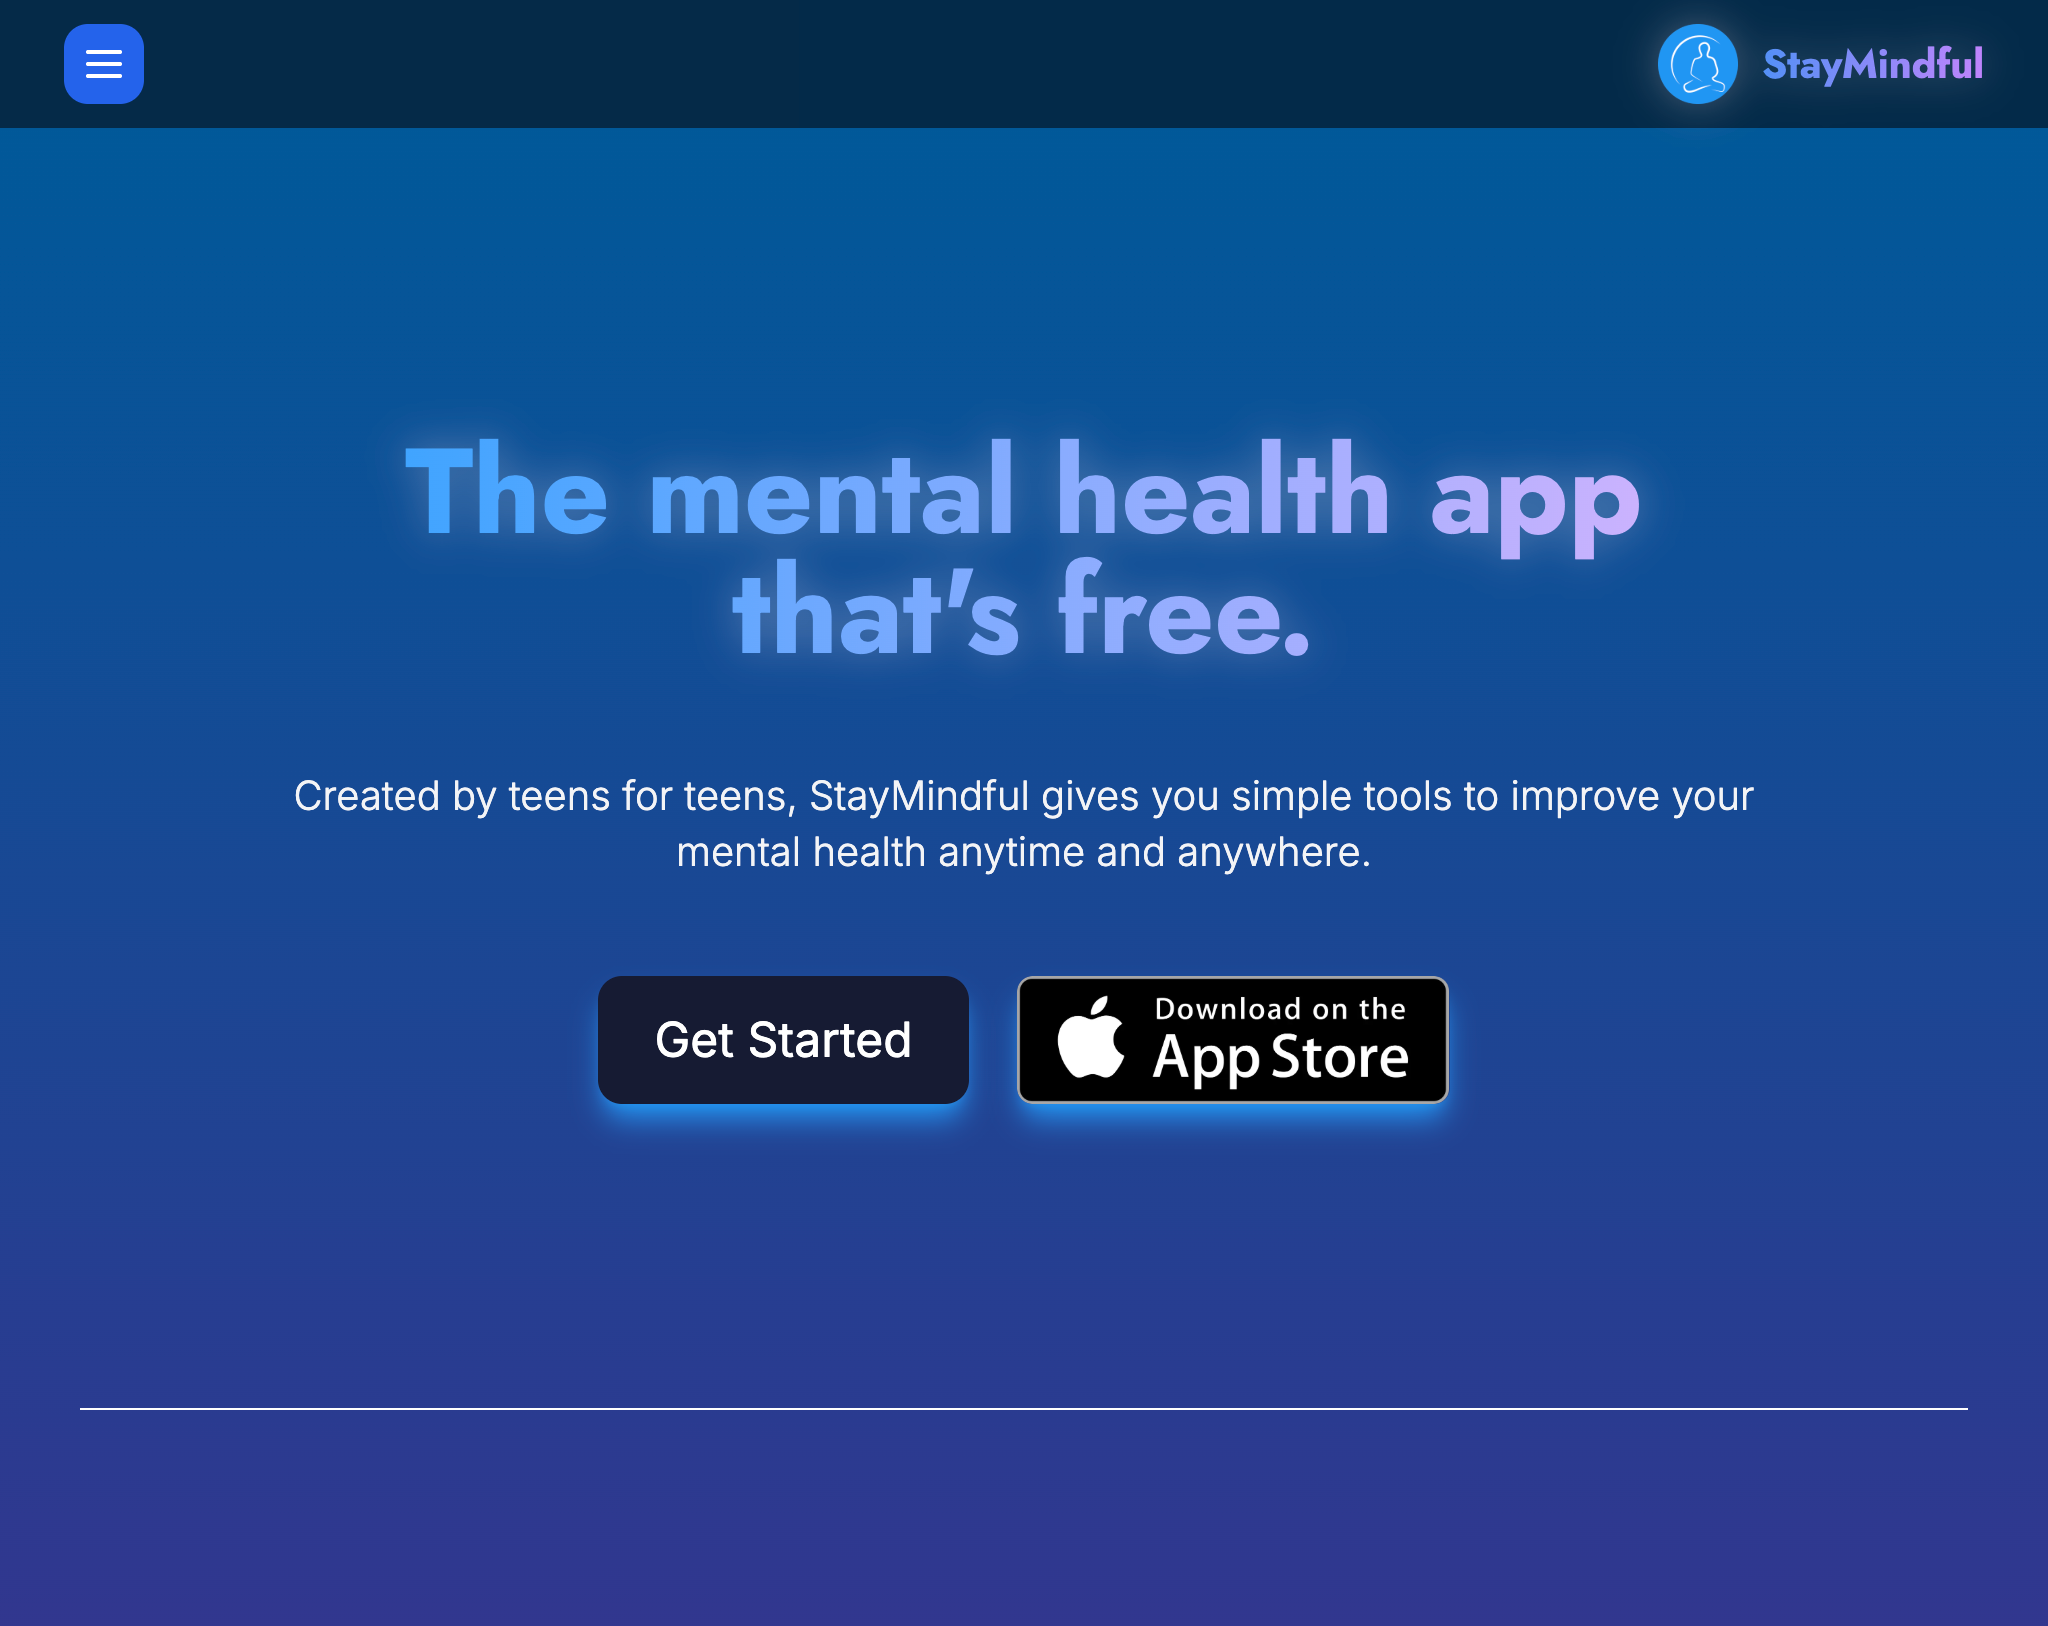 StayMindful
The mental health app
that's free.
Created by teens for teens, StayMindful gives you simple tools to improve your
mental health anytime and anywhere.
Get Started
Download on the
App Store